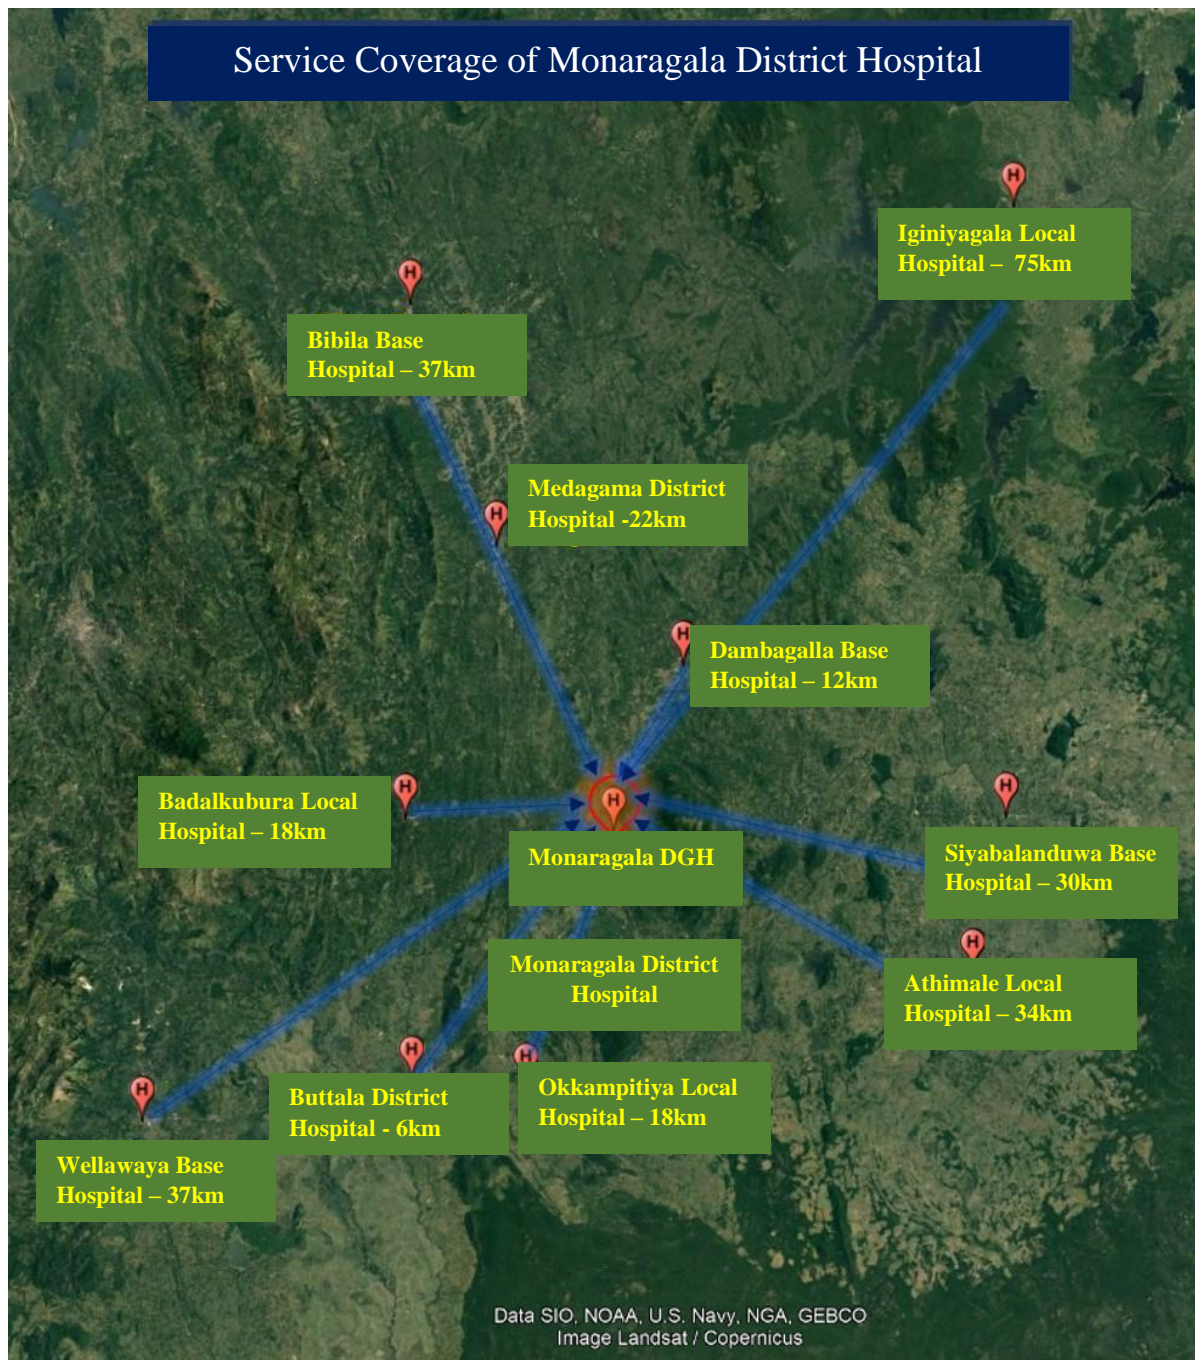 Service Coverage of Monaragala District Hospital
H
Iginiyagala Local
Hospital – 75km
H
Bibila Base
Hospital – 37km
H
Medagama District
Hospital -22km
H
Dambagalla Base
Hospital – 12km
H
Badalkubura Local
Hospital – 18km
H
Monaragala DGH
H
Siyabalanduwa Base
Hospital – 30km
H
Athimale Local
Hospital – 34km
Monaragala District
Hospital
H
Buttala District
Hospital - 6km
H
Okkampitiya Local
Hospital – 18km
H
Wellawaya Base
Hospital – 37km
Data SIO, NOAA, U.S. Navy, NGA, GEBCO
Image Landsat / Copernicus